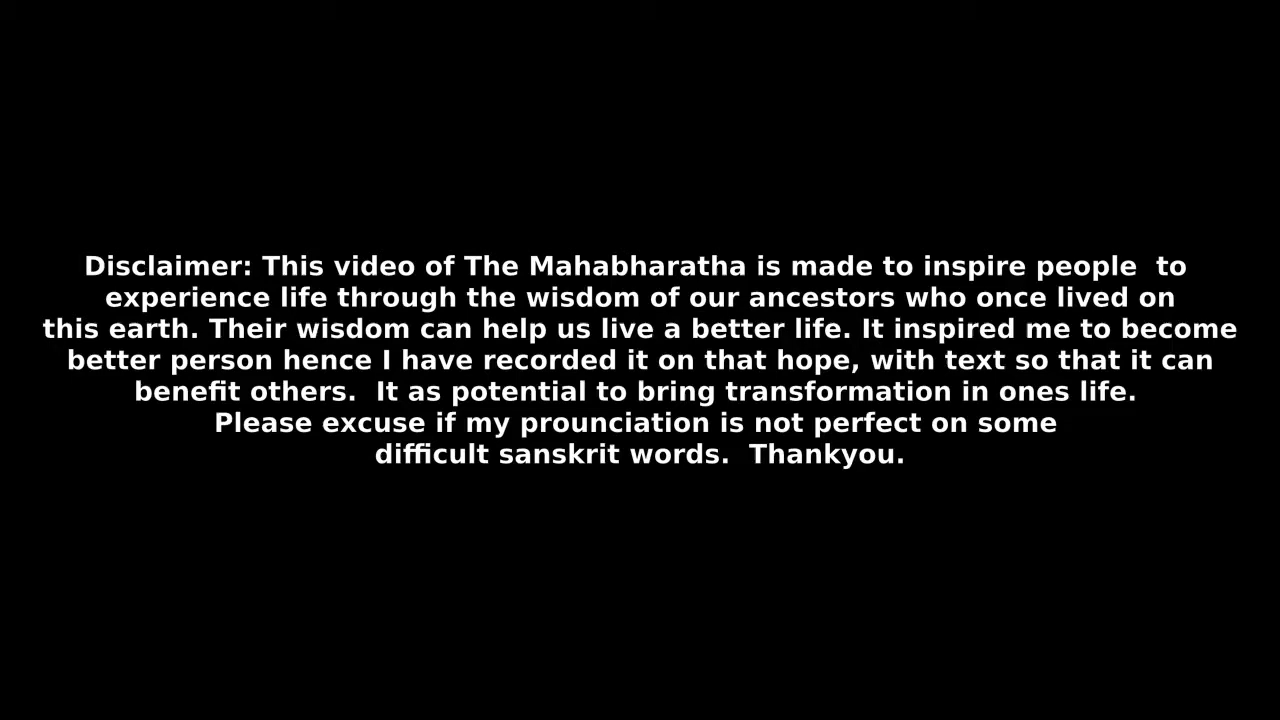 Disclaimer: This video of The Mahabharatha is made to inspire people  to
experience life through the wisdom of our ancestors who once lived on
this earth. Their wisdom can help us live a better life. It inspired me to become
better person hence I have recorded it on that hope, with text so that it can
benefit others.  It as potential to bring transformation in ones life.
Please excuse if my prounciation is not perfect on some
difficult sanskrit words.  Thankyou.